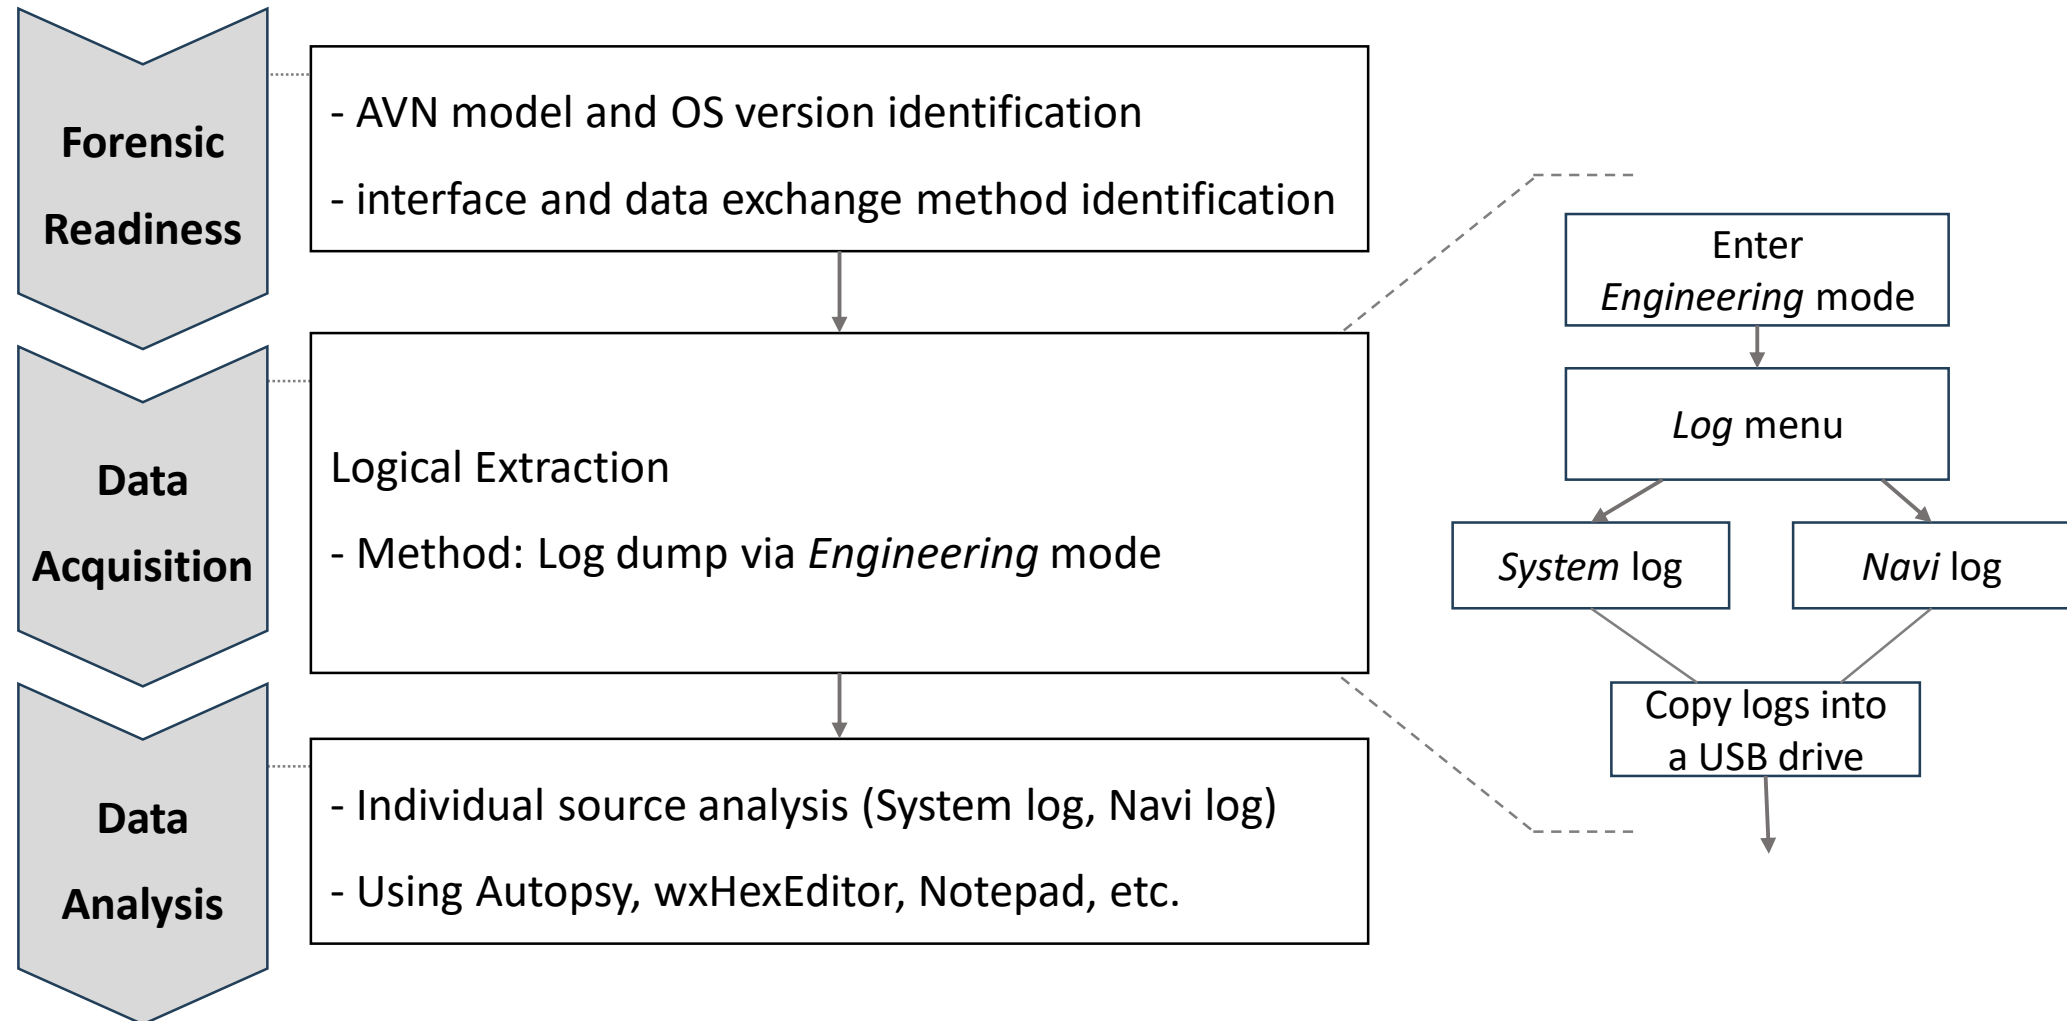 Forensic
Readiness
- AVN model and OS version identification
- interface and data exchange method identification
Data
Acquisition
Logical Extraction
- Method: Log dump via Engineering mode
Data
Analysis
- Individual source analysis (System log, Navi log)
- Using Autopsy, wxHexEditor, Notepad, etc.
Enter
Engineering mode
Log menu
System log
Navi log
Copy logs into
a USB drive